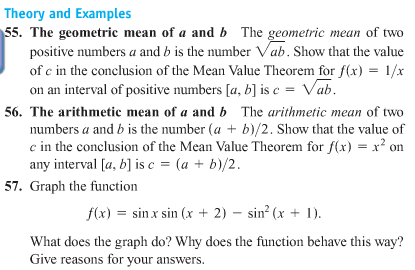 Theory and Examples
55. The geometric mean of a and b The geometric mean of two
positive numbers a and b is the number √ab. Show that the value
of c in the conclusion of the Mean Value Theorem for f(x) = 1/x
on an interval of positive numbers [a, b] is c = √ab.
56. The arithmetic mean of a and b The arithmetic mean of two
numbers a and b is the number (a + b)/2. Show that the value of
c in the conclusion of the Mean Value Theorem for f(x) = x² on
any interval [a, b] is c = (a + b)/2.
57. Graph the function
f(x) = sin x sin (x + 2) − sin² (x + 1).
What does the graph do? Why does the function behave this way?
Give reasons for your answers.